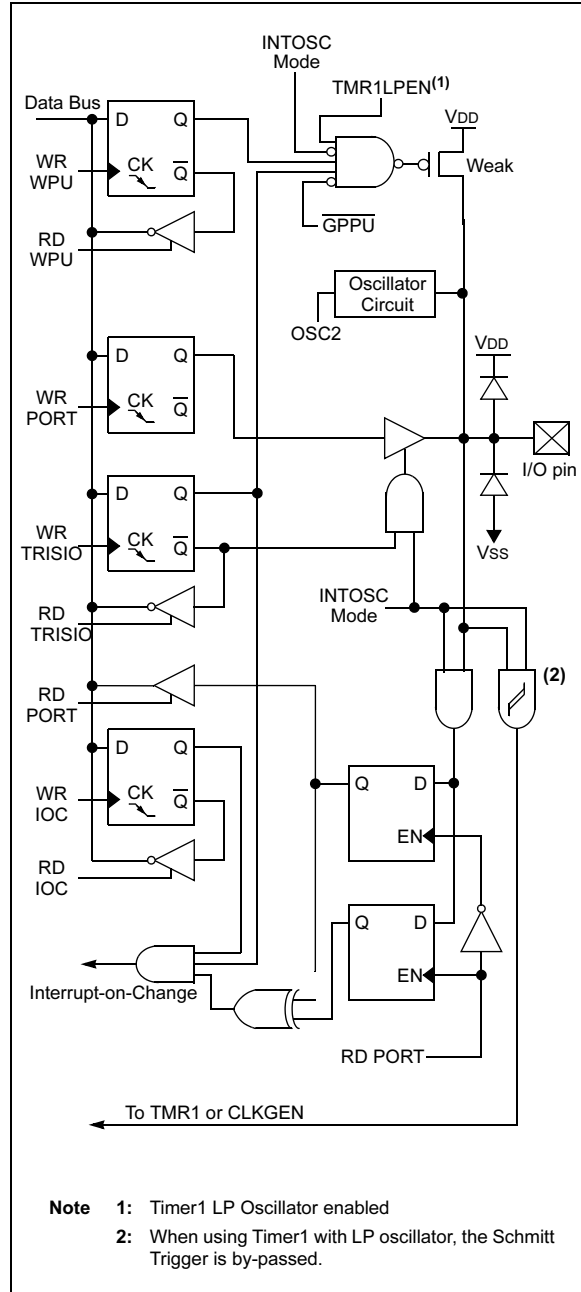 INTOSC
Mode
TMR1LPEN(1)
Data Bus
D Q
VDD
WR
WPU
CK Q
Weak
RD
WPU
GPPU
Oscillator
Circuit
OSC2
D Q
VDD
WR
PORT
CK Q
I/O pin
D Q
WR
TRISIO
CK Q
VSS
INTOSC
Mode
RD
TRISIO
(2)
RD
PORT
D Q
WR
IOC
CK Q
Q D
EN
RD
IOC
Q D
EN
Interrupt-on-Change
RD PORT
To TMR1 or CLKGEN
Note 1: Timer1 LP Oscillator enabled
2: When using Timer1 with LP oscillator, the Schmitt
Trigger is by-passed.